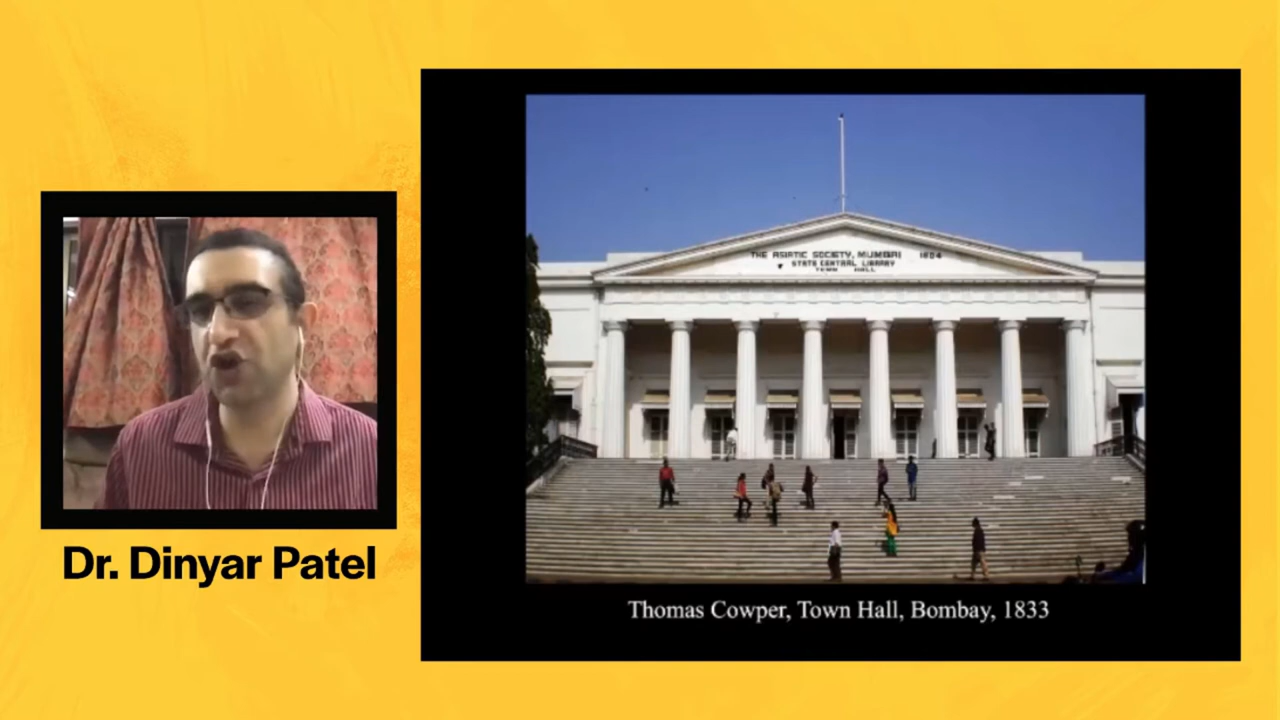 Dr. Dinyar Patel
THE ASIATIC SOCIETY, MUMBAI 1804
STATE CENTRAL LIBRARY
TOWN HALL
Thomas Cowper, Town Hall, Bombay, 1833